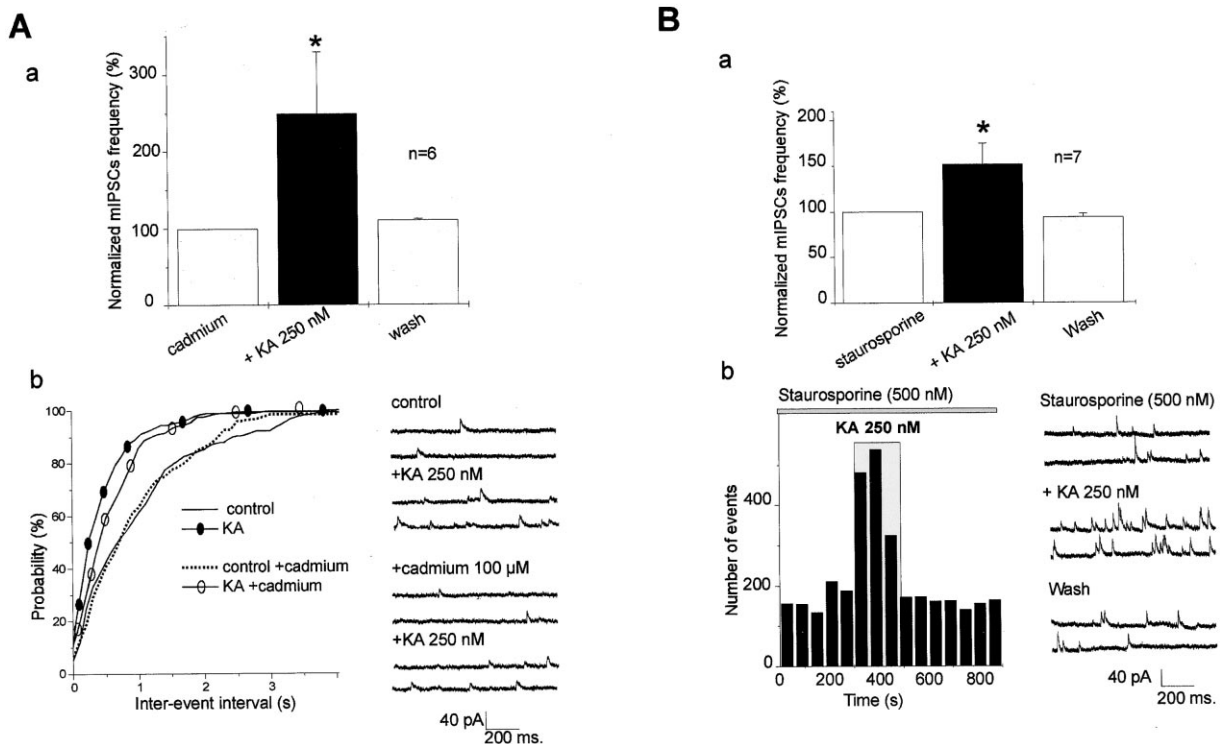 A
a
Normalized mIPSCs frequency (%)
300
200
100
0
*
n=6
cadmium
+ KA 250 nM
wash
b
Probability (%)
100
80
60
40
20
0
0
1
2
3
Inter-event interval (s)
control
KA
control +cadmium
KA +cadmium
control
+KA 250 nM
+cadmium 100 µM
+KA 250 nM
40 pA
200 ms.
B
a
Normalized mIPSCs frequency (%)
200
150
100
50
0
*
n=7
staurosporine
+ KA 250 nM
Wash
b
Staurosporine (500 nM)
KA 250 nM
Number of events
400
200
0
0
200
400
600
800
Time (s)
Staurosporine (500 nM)
+ KA 250 nM
Wash
40 pA
200 ms.